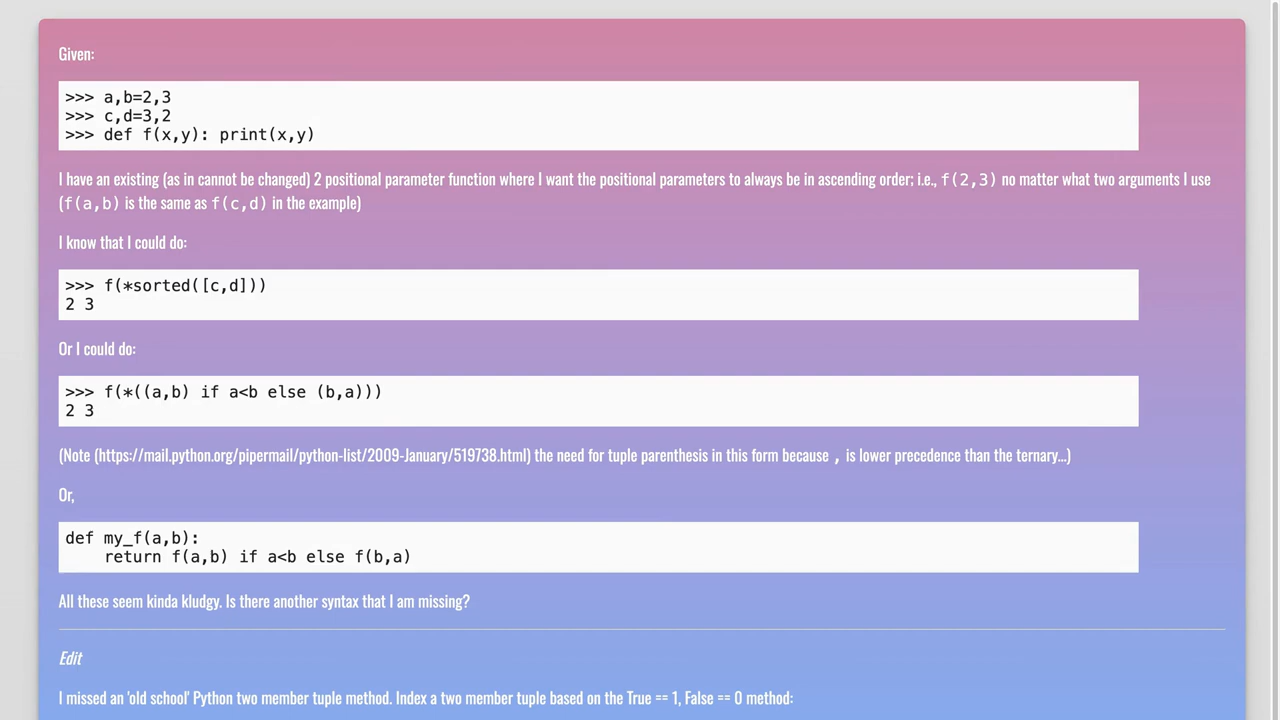 Given:
>>> a,b=2,3
>>> c,d=3,2
>>> def f(x,y): print(x,y)
I have an existing (as in cannot be changed) 2 positional parameter function where I want the positional parameters to always be in ascending order; i.e., f(2,3) no matter what two arguments I use
(f(a,b) is the same as f(c,d) in the example)
I know that I could do:
>>> f(*sorted([c,d]))
2 3
Or I could do:
>>> f(*((a,b) if a<b else (b,a)))
2 3
(Note (https://mail.python.org/pipermail/python-list/2009-January/519738.html) the need for tuple parenthesis in this form because , is lower precedence than the ternary...)
Or,
def my_f(a,b):
    return f(a,b) if a<b else f(b,a)
All these seem kinda kludgy. Is there another syntax that I am missing?
Edit
I missed an 'old school' Python two member tuple method. Index a two member tuple based on the True == 1, False == 0 method: